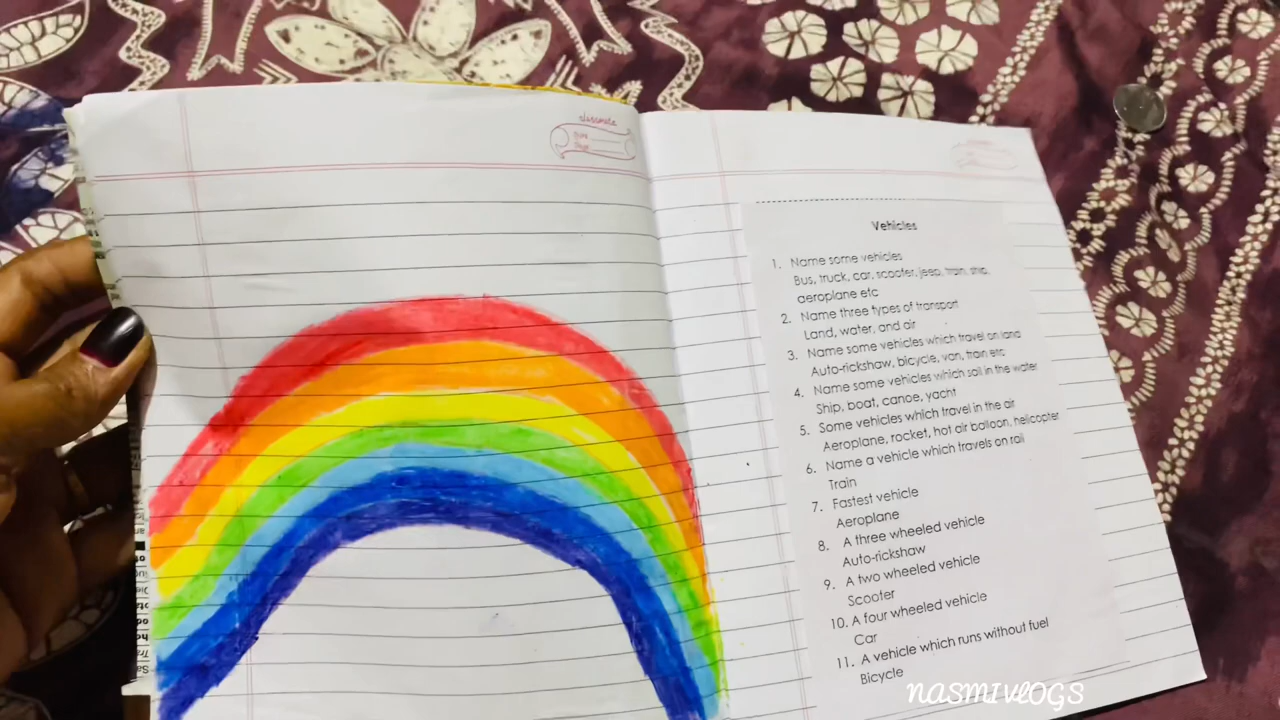 classmate
Date
Page
Vehicles
1. Name some vehicles
Bus, truck, car, scooter, jeep, train, ship,
aeroplane etc
2. Name three types of transport
Land, water, and air
3. Name some vehicles which travel on land
Auto-rickshaw, bicycle, van, train etc
4. Name some vehicles which sail in the water
Ship, boat, canoe, yacht
5. Some vehicles which travel in the air
Aeroplane, rocket, hot air balloon, helicopter
6. Name a vehicle which travels on rail
Train
7. Fastest vehicle
Aeroplane
8. A three wheeled vehicle
Auto-rickshaw
9. A two wheeled vehicle
Scooter
10. A four wheeled vehicle
Car
11. A vehicle which runs without fuel
Bicycle
NASMIVLOGS